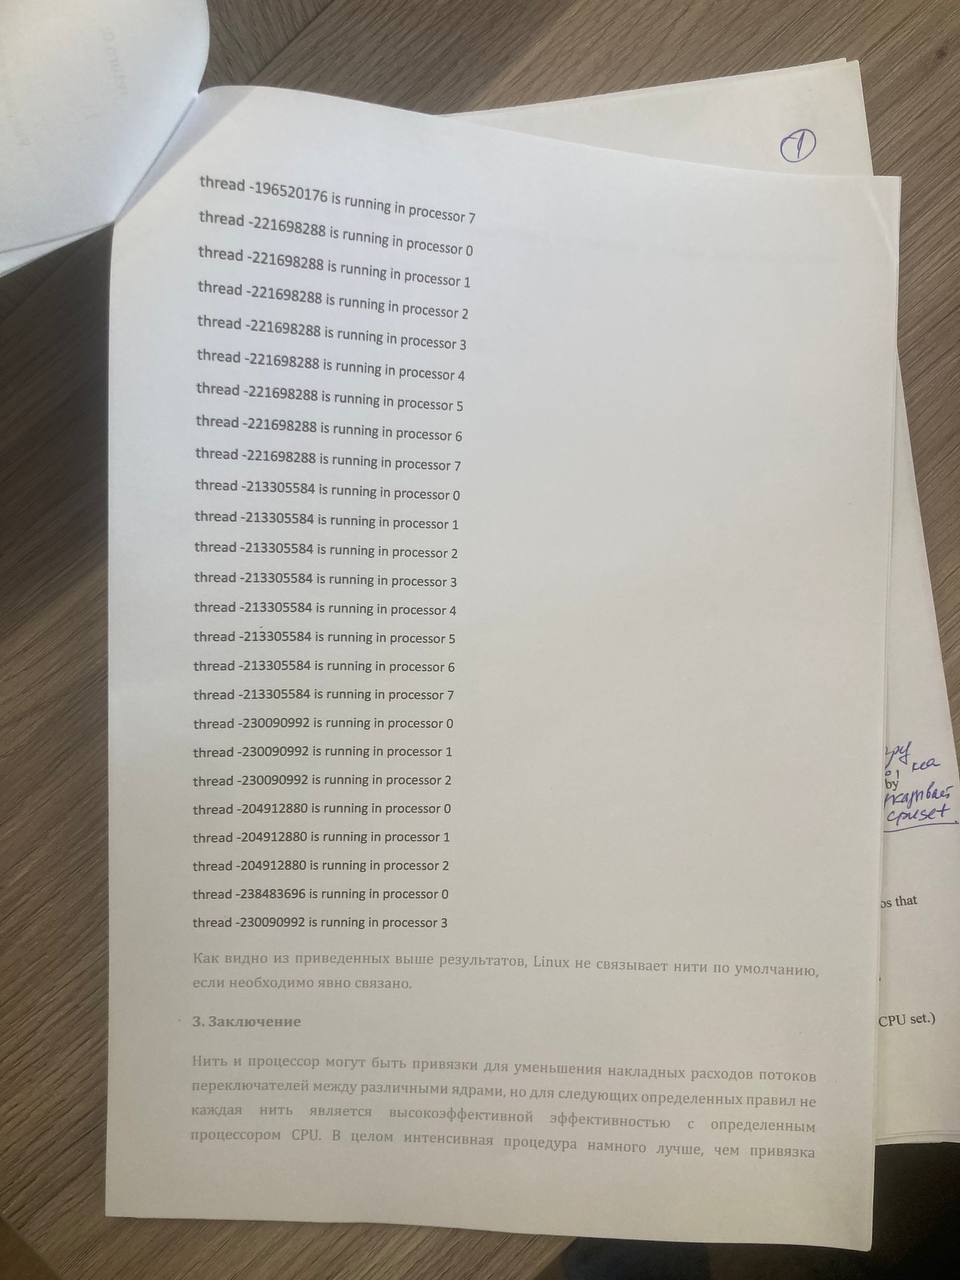 1
thread -196520176 is running in processor 7
thread -221698288 is running in processor 0
thread -221698288 is running in processor 1
thread -221698288 is running in processor 2
thread -221698288 is running in processor 3
thread -221698288 is running in processor 4
thread -221698288 is running in processor 5
thread -221698288 is running in processor 6
thread -221698288 is running in processor 7
thread -213305584 is running in processor 0
thread -213305584 is running in processor 1
thread -213305584 is running in processor 2
thread -213305584 is running in processor 3
thread -213305584 is running in processor 4
thread -213305584 is running in processor 5
thread -213305584 is running in processor 6
thread -213305584 is running in processor 7
thread -230090992 is running in processor 0
thread -230090992 is running in processor 1
thread -230090992 is running in processor 2
thread -204912880 is running in processor 0
thread -204912880 is running in processor 1
thread -204912880 is running in processor 2
thread -238483696 is running in processor 0
thread -230090992 is running in processor 3
Как видно из приведенных выше результатов, Linux не связывает нити по умолчанию,
если необходимо явно связано.
3. Заключение
Нить и процессор могут быть привязки для уменьшения накладных расходов потоков
переключателей между различными ядрами, но для следующих определенных правил не
каждая нить является высокоэффективной эффективностью с определенным
процессором CPU. В целом интенсивная процедура намного лучше, чем привязка
на
by
cpuset
os that
CPU set.)